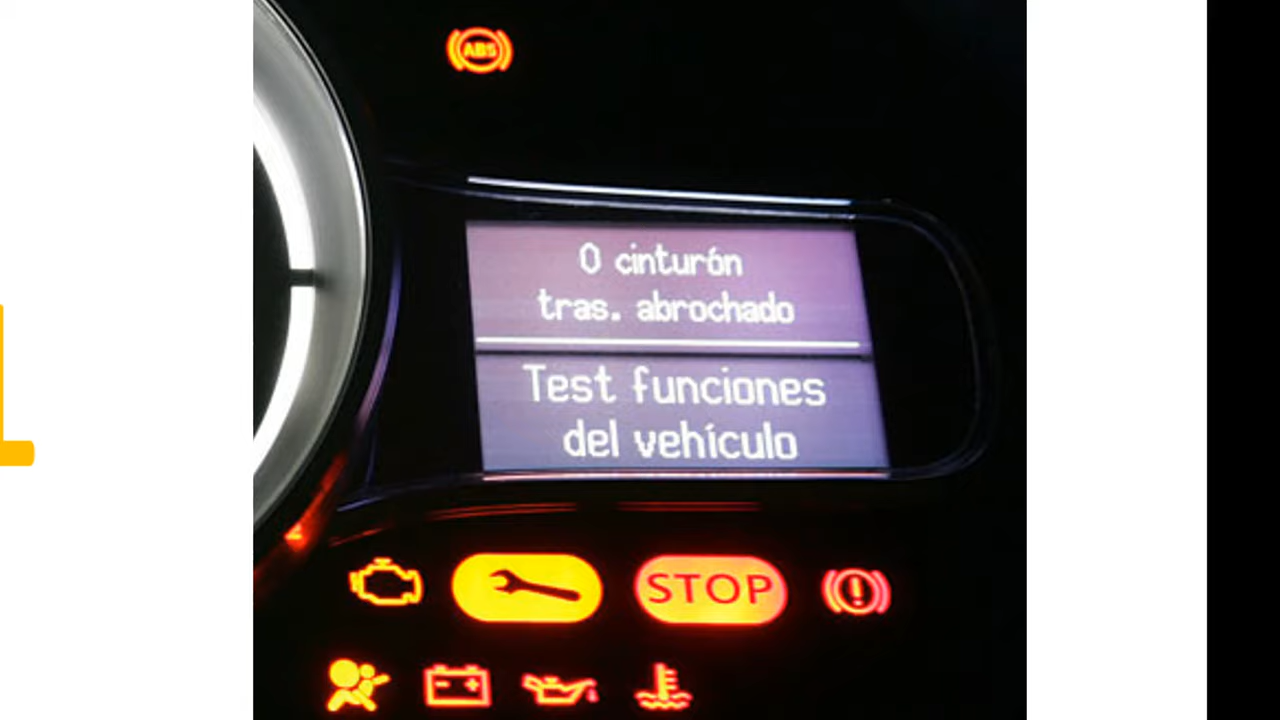 ABS
0 cinturón
tras. abrochado
Test funciones
del vehículo
STOP